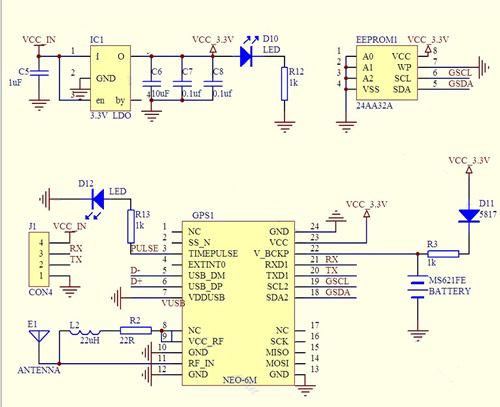 VCC_IN
IC1
VCC_3.3V
D10
LED
EEPROM1
VCC_3.3V
C5
1uF
1
2
3
I
O
GND
en
by
5
4
3.3V LDO
C6
10uF
C7
0.1uf
C8
0.1uf
R12
1k
1
2
3
4
A0
A1
A2
VSS
VCC
WP
SCL
SDA
8
7
6
5
GSCL
GSDA
24AA32A
VCC_3.3V
D12
LED
GPS1
D11
5817
J1
VCC_IN
R13
1k
PULSE
VCC_3.3V
4
3
2
1
RX
TX
CON4
D-
D+
VUSB
1
2
3
4
5
6
7
NC
SS_N
TIMEPULSE
EXTINT0
USB_DM
USB_DP
VDDUSB
GND
VCC
V_BCKP
RXD1
TXD1
SCL2
SDA2
24
23
22
21
20
19
18
RX
TX
GSCL
GSDA
R3
1k
MS621FE
BATTERY
E1
ANTENNA
L2
22uH
R2
22R
8
9
10
11
12
NC
VCC_RF
GND
RF_IN
GND
NC
SCK
MISO
MOSI
GND
17
16
15
14
13
NEO-6M